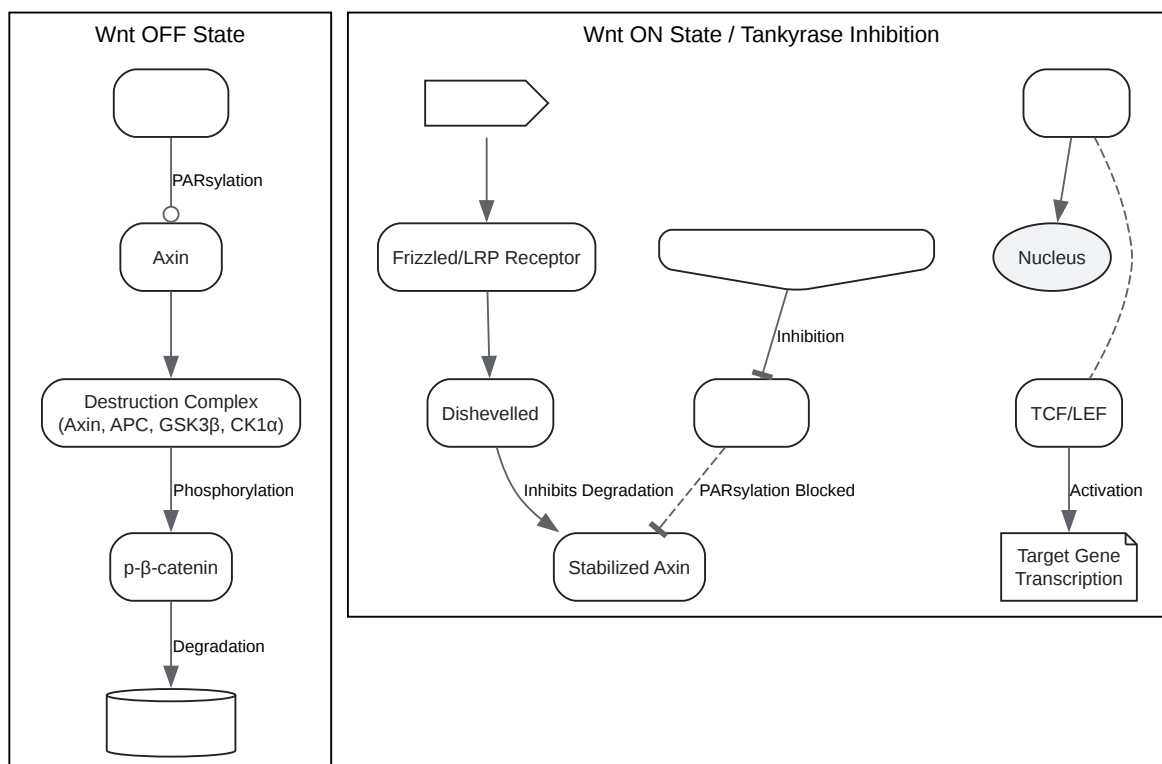 Wnt OFF State
PARsylation
Axin
Destruction Complex
(Axin, APC, GSK3β, CK1α)
Phosphorylation
p-β-catenin
Degradation
Wnt ON State / Tankyrase Inhibition
Frizzled/LRP Receptor
Nucleus
Inhibition
Dishevelled
TCF/LEF
Inhibits Degradation
PARsylation Blocked
Activation
Stabilized Axin
Target Gene
Transcription